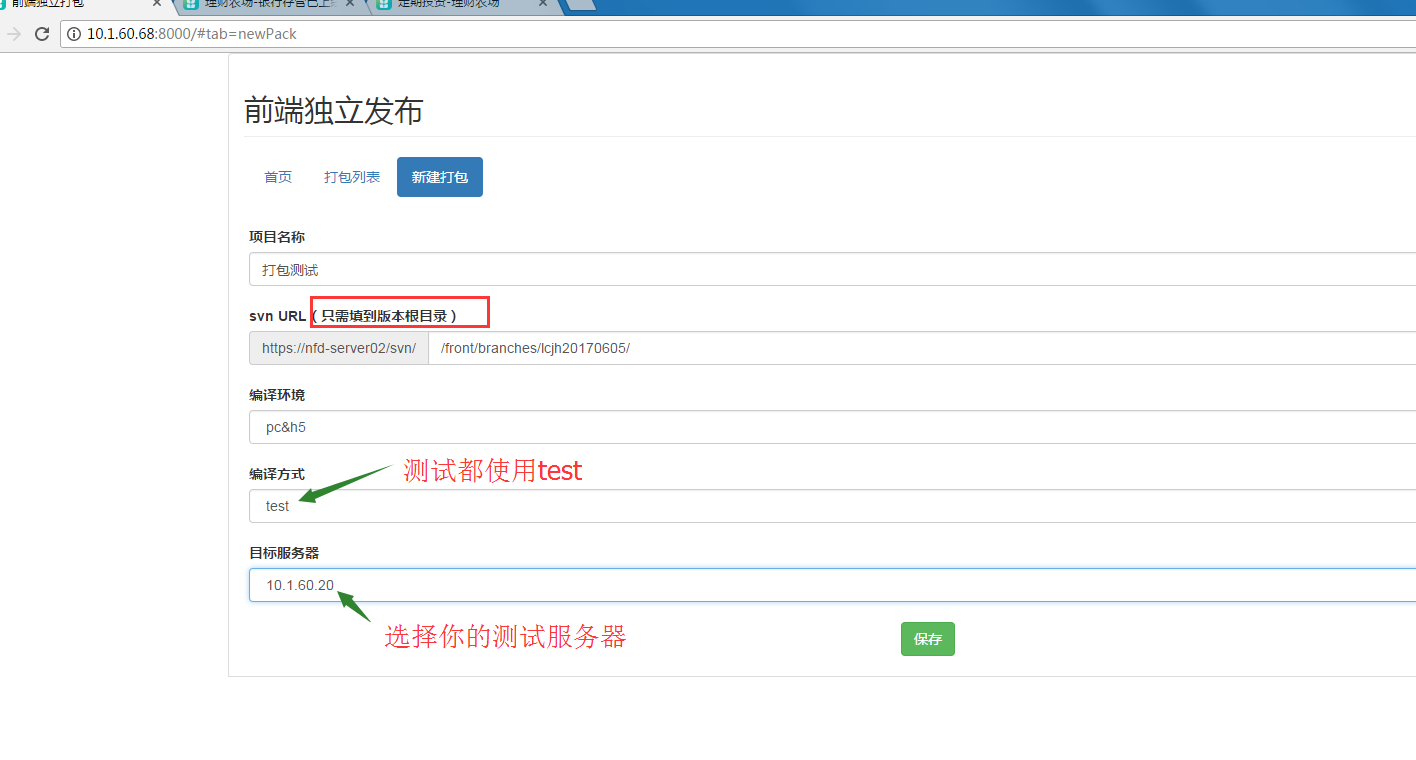 前端独立打包
理财农场-银行存管已上
定期投资-理财农场
10.1.60.68:8000/#tab=newPack
前端独立发布
首页 打包列表 新建打包
项目名称
打包测试
svn URL（只需填到版本根目录）
https://nfd-server02/svn/ /front/branches/lcjh20170605/
编译环境
pc&h5
编译方式
测试都使用test
test
目标服务器
10.1.60.20
选择你的测试服务器
保存